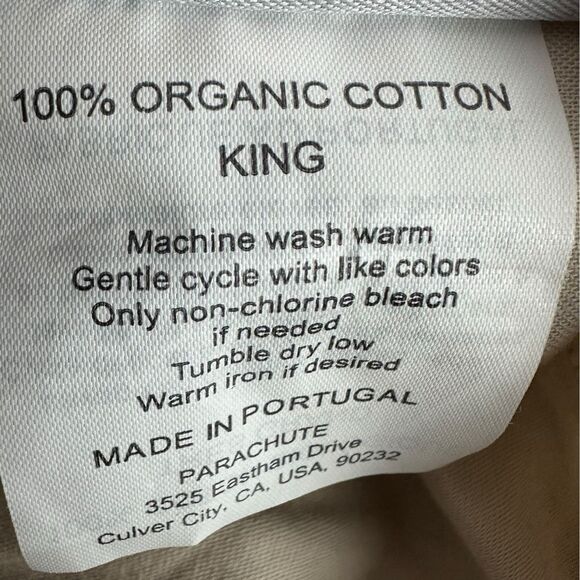 100% ORGANIC COTTON
KING
Machine wash warm
Gentle cycle with like colors
Only non-chlorine bleach
if needed
Tumble dry low
Warm iron if desired
MADE IN PORTUGAL
PARACHUTE
3525 Eastham Drive
Culver City, CA, USA, 90232